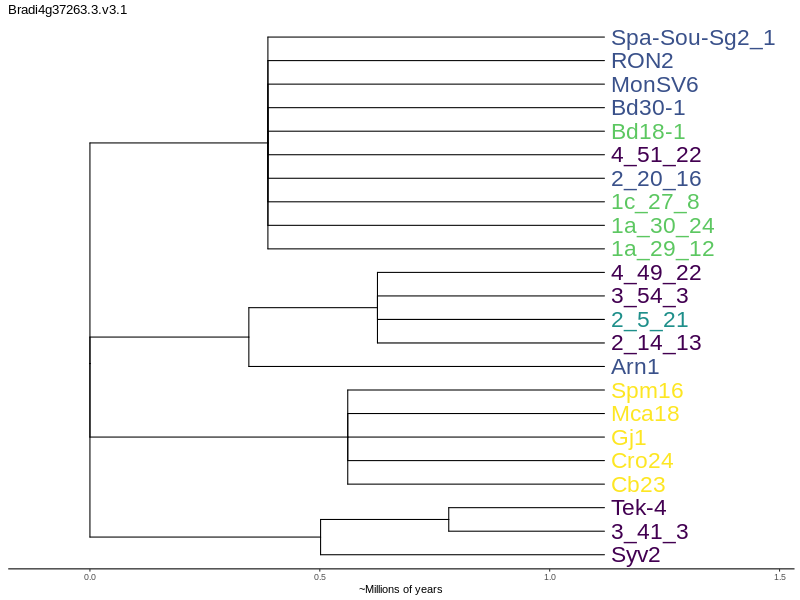 Bradi4g37263.3.v3.1
Spa-Sou-Sg2_1
RON2
MonSV6
Bd30-1
Bd18-1
4_51_22
2_20_16
1c_27_8
1a_30_24
1a_29_12
4_49_22
3_54_3
2_5_21
2_14_13
Arn1
Spm16
Mca18
Gj1
Cro24
Cb23
Tek-4
3_41_3
Syv2
0.0 0.5 1.0 1.5
~Millions of years